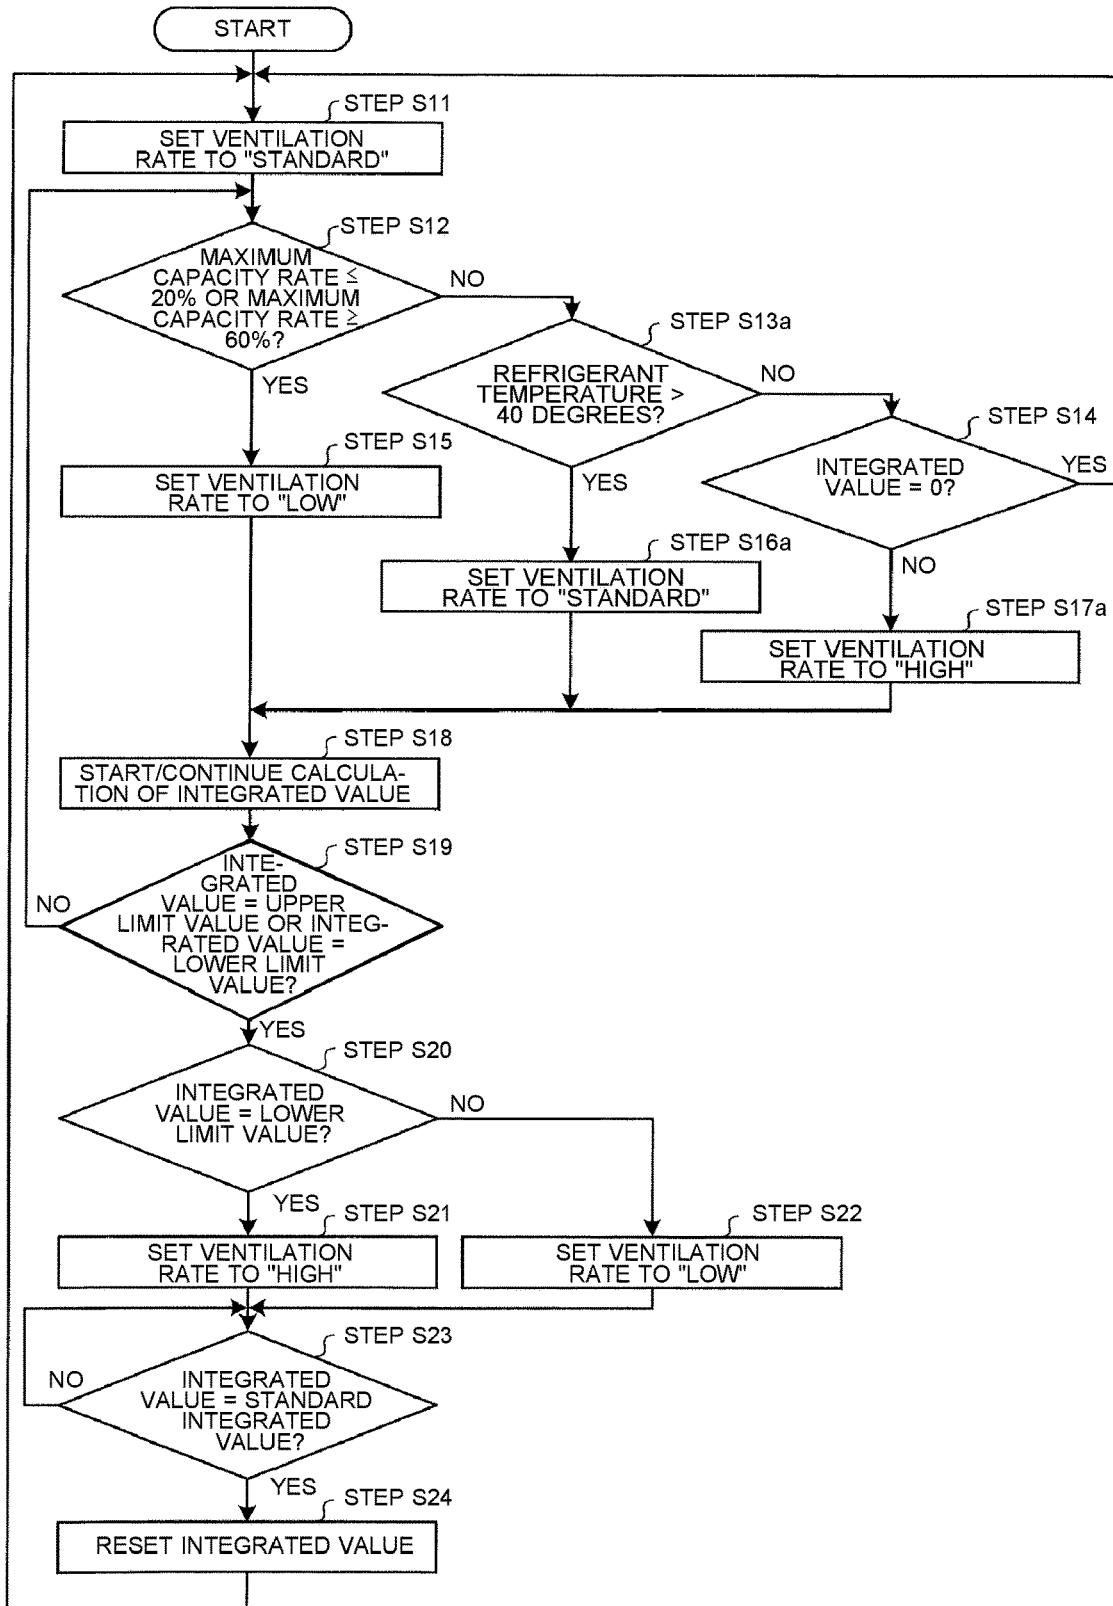 START
STEP S11
SET VENTILATION
RATE TO "STANDARD"
STEP S12
MAXIMUM
CAPACITY RATE ≦
20% OR MAXIMUM
CAPACITY RATE ≧
60%?
NO
YES
STEP S13a
REFRIGERANT
TEMPERATURE >
40 DEGREES?
NO
YES
STEP S14
INTEGRATED
VALUE = 0?
YES
NO
STEP S15
SET VENTILATION
RATE TO "LOW"
STEP S16a
SET VENTILATION
RATE TO "STANDARD"
STEP S17a
SET VENTILATION
RATE TO "HIGH"
STEP S18
START/CONTINUE CALCULA-
TION OF INTEGRATED VALUE
STEP S19
INTE-
GRATED
VALUE = UPPER
LIMIT VALUE OR INTEG-
RATED VALUE =
LOWER LIMIT
VALUE?
NO
YES
STEP S20
INTEGRATED
VALUE = LOWER
LIMIT VALUE?
NO
YES
STEP S21
SET VENTILATION
RATE TO "HIGH"
STEP S22
SET VENTILATION
RATE TO "LOW"
STEP S23
INTEGRATED
VALUE = STANDARD
INTEGRATED
VALUE?
NO
YES
STEP S24
RESET INTEGRATED VALUE